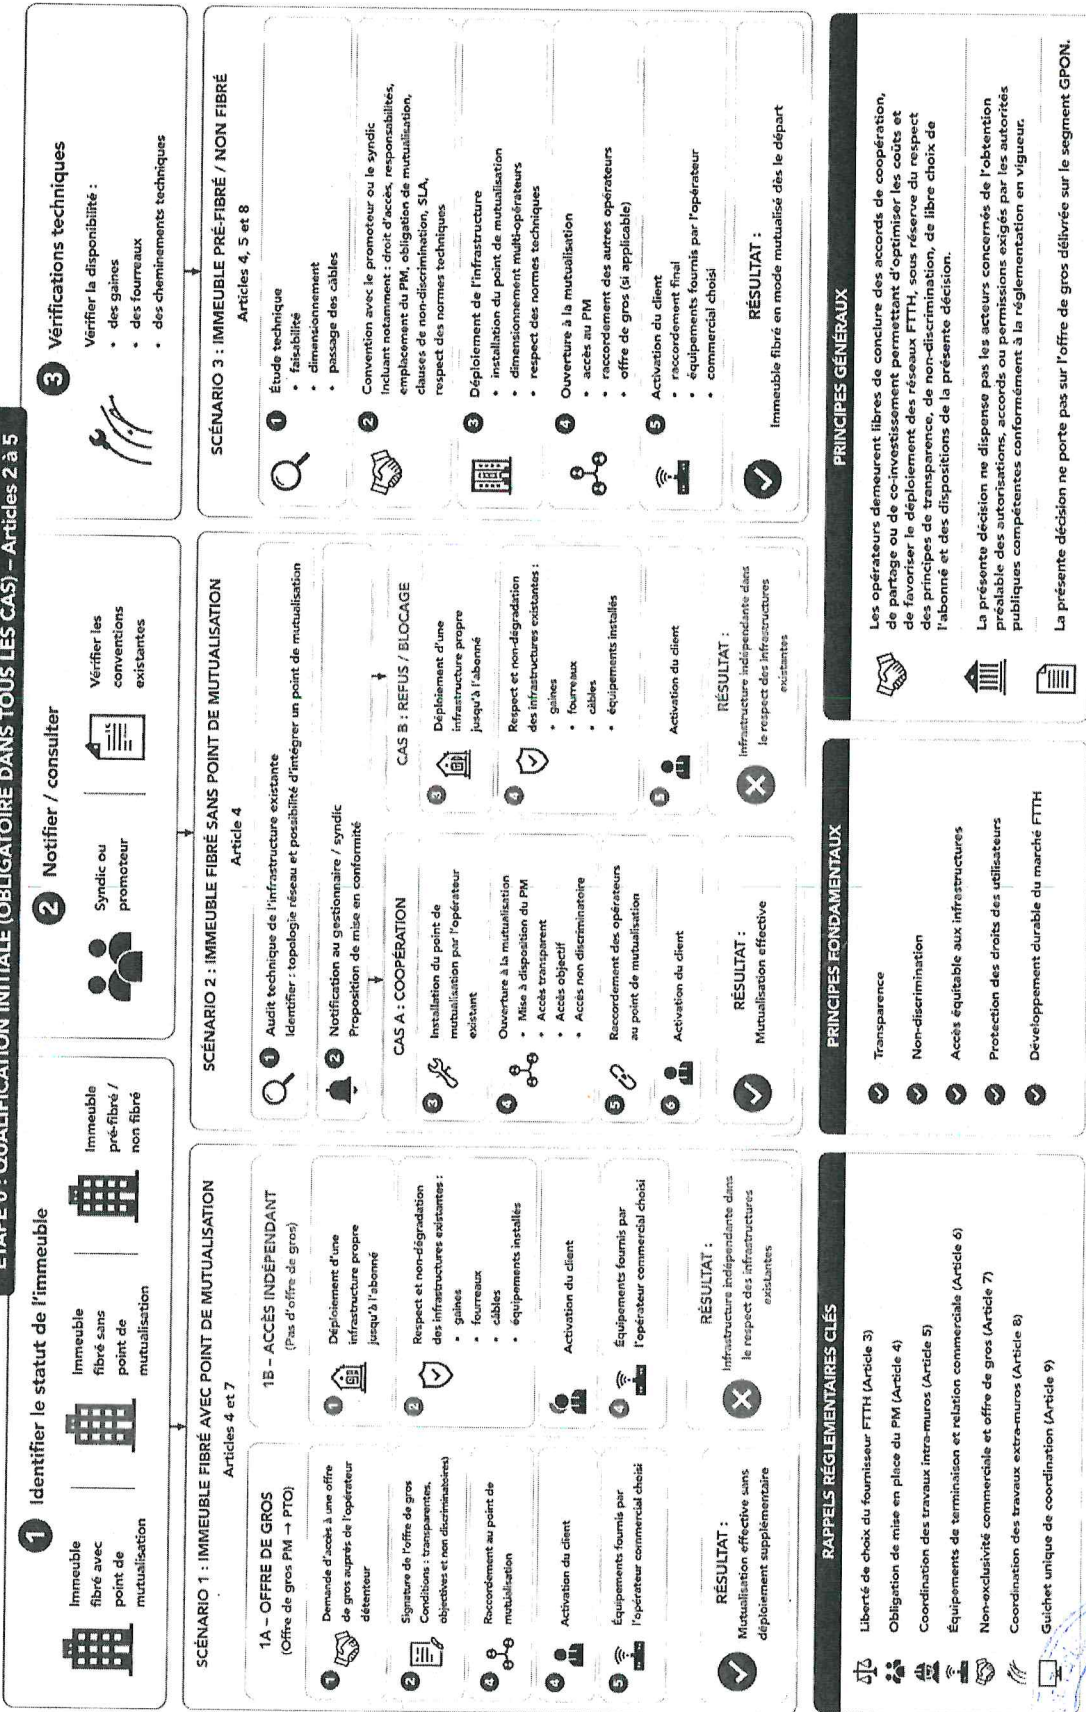 ÉTAPE 0 : QUALIFICATION INITIALE (OBLIGATOIRE DANS TOUS LES CAS) – Articles 2 à 5
1 Identifier le statut de l'immeuble
Immeuble
fibré avec
point de
mutualisation
Immeuble
fibré sans
point de
mutualisation
Immeuble
pré-fibré /
non fibré
2 Notifier / consulter
Syndic ou
promoteur
Vérifier les
conventions
existantes
3 Vérifications techniques
Vérifier la disponibilité :
• des gaines
• des fourreaux
• des cheminements techniques
SCÉNARIO 1 : IMMEUBLE FIBRÉ AVEC POINT DE MUTUALISATION
Articles 4 et 7
1A – OFFRE DE GROS
(Offre de gros PM → PTO)
1 Demande d'accès à une offre
de gros auprès de l'opérateur
détenteur
2 Signature de l'offre de gros
Conditions : transparentes,
objectives et non discriminatoires)
4 Raccordement au point de
mutualisation
4 Activation du client
5 Équipements fournis par
l'opérateur commercial choisi
RÉSULTAT :
Mutualisation effective sans
déploiement supplémentaire
1B – ACCÈS INDÉPENDANT
(Pas d'offre de gros)
1 Déploiement d'une
infrastructure propre
jusqu'à l'abonné
2 Respect et non-dégradation
des infrastructures existantes :
• gaines
• fourreaux
• câbles
• équipements installés
Activation du client
4 Équipements fournis par
l'opérateur commercial choisi
RÉSULTAT :
Infrastructure indépendante dans
le respect des infrastructures
existantes
SCÉNARIO 2 : IMMEUBLE FIBRÉ SANS POINT DE MUTUALISATION
Article 4
1 Audit technique de l'infrastructure existante
Identifier : topologie réseau et possibilité d'intégrer un point de mutualisation
2 Notification au gestionnaire / syndic
Proposition de mise en conformité
CAS A : COOPÉRATION
3 Installation du point de
mutualisation par l'opérateur
existant
4 Ouverture à la mutualisation
• Mise à disposition du PM
• Accès transparent
• Accès objectif
• Accès non discriminatoire
5 Raccordement des opérateurs
au point de mutualisation
6 Activation du client
RÉSULTAT :
Mutualisation effective
CAS B : REFUS / BLOCAGE
3 Déploiement d'une
infrastructure propre
jusqu'à l'abonné
4 Respect et non-dégradation
des infrastructures existantes :
• gaines
• fourreaux
• câbles
• équipements installés
5 Activation du client
RÉSULTAT :
Infrastructure indépendante dans
le respect des infrastructures
existantes
SCÉNARIO 3 : IMMEUBLE PRÉ-FIBRÉ / NON FIBRÉ
Articles 4, 5 et 8
1 Étude technique
• faisabilité
• dimensionnement
• passage des câbles
2 Convention avec le promoteur ou le syndic
Incluant notamment : droit d'accès, responsabilités,
emplacement du PM, obligation de mutualisation,
clauses de non-discrimination, SLA,
respect des normes techniques
3 Déploiement de l'infrastructure
• installation du point de mutualisation
• dimensionnement multi-opérateurs
• respect des normes techniques
4 Ouverture à la mutualisation
• accès au PM
• raccordement des autres opérateurs
• offre de gros (si applicable)
5 Activation du client
• raccordement final
• équipements fournis par l'opérateur
• commercial choisi
RÉSULTAT :
Immeuble fibré en mode mutualisé dès le départ
RAPPELS RÉGLEMENTAIRES CLÉS
Liberté de choix du fournisseur FTTH (Article 3)
Obligation de mise en place du PM (Article 4)
Coordination des travaux intra-muros (Article 5)
Équipements de terminaison et relation commerciale (Article 6)
Non-exclusivité commerciale et offre de gros (Article 7)
Coordination des travaux extra-muros (Article 8)
Guichet unique de coordination (Article 9)
PRINCIPES FONDAMENTAUX
Transparence
Non-discrimination
Accès équitable aux infrastructures
Protection des droits des utilisateurs
Développement durable du marché FTTH
PRINCIPES GÉNÉRAUX
Les opérateurs demeurent libres de conclure des accords de coopération,
de partage ou de co-investissement permettant d'optimiser les coûts et
de favoriser le déploiement des réseaux FTTH, sous réserve du respect
des principes de transparence, de non-discrimination, de libre choix de
l'abonné et des dispositions de la présente décision.
La présente décision ne dispense pas les acteurs concernés de l'obtention
préalable des autorisations, accords ou permissions exigés par les autorités
publiques compétentes conformément à la réglementation en vigueur.
La présente décision ne porte pas sur l'offre de gros délivrée sur le segment GPON.